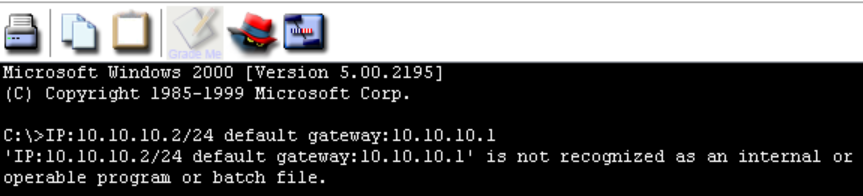 Grade Me
Microsoft Windows 2000 [Version 5.00.2195]
(C) Copyright 1985-1999 Microsoft Corp.
C:\>IP:10.10.10.2/24 default gateway:10.10.10.1
'IP:10.10.10.2/24 default gateway:10.10.10.1' is not recognized as an internal or
operable program or batch file.